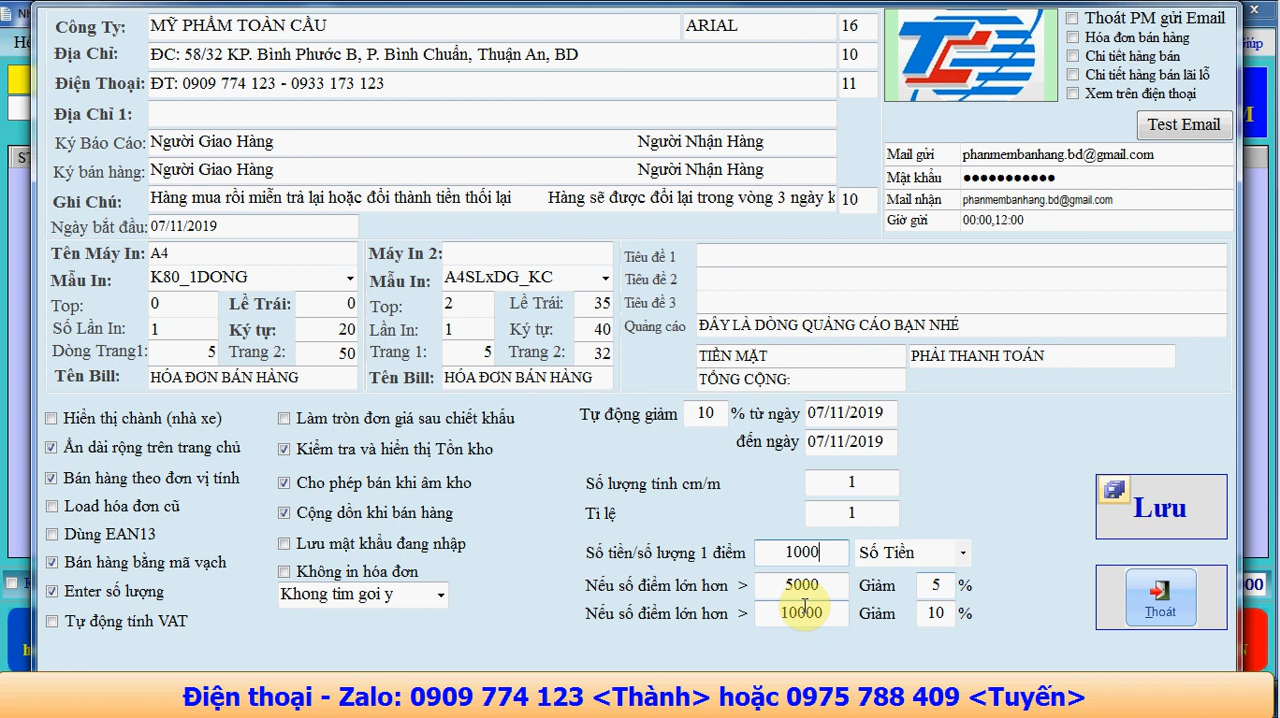 Công Ty: MỸ PHẨM TOÀN CẦU ARIAL 16
Địa Chỉ: ĐC: 58/32 KP, Bình Phước B, P. Bình Chuẩn, Thuận An, BD 10
Điện Thoại: ĐT: 0909 774 123 - 0933 173 123 11
Địa Chỉ 1:
Ký Báo Cáo: Người Giao Hàng Người Nhận Hàng
Ký bán hàng: Người Giao Hàng Người Nhận Hàng
Ghi Chú: Hàng mua rồi miễn trả lại hoặc đổi thành tiền thối lại Hàng sẽ được đổi lại trong vòng 3 ngày k 10
Ngày bắt đầu: 07/11/2019
Thoát PM gửi Email
Hóa đơn bán hàng
Chi tiết hàng bán
Chi tiết hàng bán lãi lỗ
Xem trên điện thoại
Test Email
Mail gửi phanmembanhang.bd@gmail.com
Mật khẩu ●●●●●●●●●●●
Mail nhận phanmembanhang.bd@gmail.com
Giờ gửi 00:00,12:00
Tên Máy In: A4
Mẫu In: K80_1DONG
Top: 0 Lề Trái: 0
Số Lần In: 1 Ký tự: 20
Dòng Trang1: 5 Trang 2: 50
Tên Bill: HÓA ĐƠN BÁN HÀNG
Máy In 2:
Mẫu In: A4SLxDG_KC
Top: 2 Lề Trái: 35
Lần In: 1 Ký tự: 40
Trang 1: 5 Trang 2: 32
Tên Bill: HÓA ĐƠN BÁN HÀNG
Tiêu đề 1
Tiêu đề 2
Tiêu đề 3
Quảng cáo ĐÂY LÀ DÒNG QUẢNG CÁO BẠN NHÉ
TIỀN MẶT PHẢI THANH TOÁN
TỔNG CỘNG:
Hiển thị chành (nhà xe)
Ẩn dài rộng trên trang chủ
Bán hàng theo đơn vị tính
Load hóa đơn cũ
Dùng EAN13
Bán hàng bằng mã vạch
Enter số lượng
Tự động tính VAT
Làm tròn đơn giá sau chiết khấu
Kiểm tra và hiển thị Tồn kho
Cho phép bán khi âm kho
Cộng dồn khi bán hàng
Lưu mật khẩu đang nhập
Không in hóa đơn
Khong tim goi y
Tự động giảm 10 % từ ngày 07/11/2019
đến ngày 07/11/2019
Số lượng tính cm/m 1
Tỉ lệ 1
Số tiền/số lượng 1 điểm 1000 Số Tiền
Nếu số điểm lớn hơn > 5000 Giảm 5 %
Nếu số điểm lớn hơn > 10000 Giảm 10 %
Lưu
Thoát
Điện thoại - Zalo: 0909 774 123 <Thành> hoặc 0975 788 409 <Tuyến>